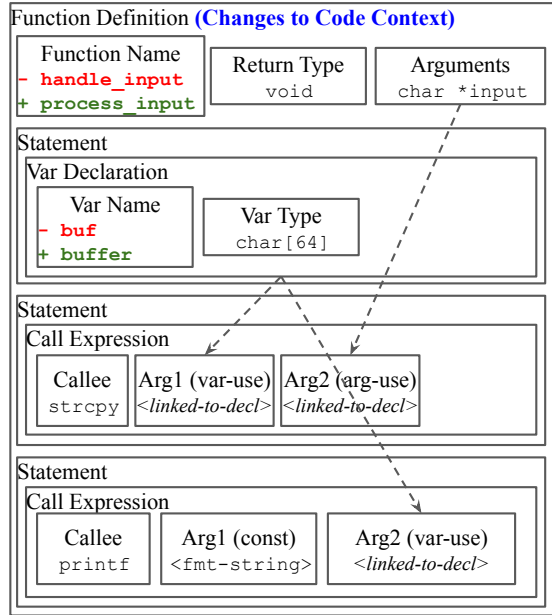 Function Definition (Changes to Code Context)
Function Name
- handle_input
+ process_input
Return Type
void
Arguments
char *input
Statement
Var Declaration
Var Name
- buf
+ buffer
Var Type
char[64]
Statement
Call Expression
Callee
strcpy
Arg1 (var-use)
<linked-to-decl>
Arg2 (arg-use)
<linked-to-decl>
Statement
Call Expression
Callee
printf
Arg1 (const)
<fmt-string>
Arg2 (var-use)
<linked-to-decl>